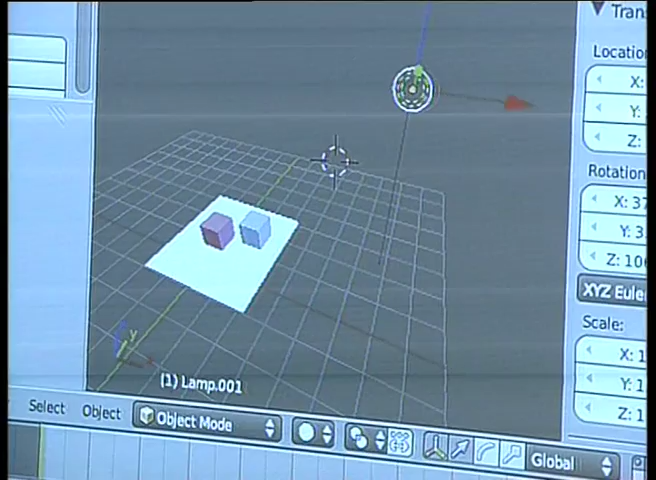 Tran
Location
X:
Y:
Z:
Rotation
X: 37
Y: 3
Z: 10
XYZ Eule
Scale:
X: 1
Y: 1
Z: 1
y
(1) Lamp.001
Select Object Object Mode Global